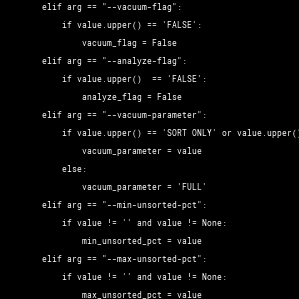 elif arg == "--vacuum-flag":
if value.upper() == 'FALSE':
vacuum_flag = False
elif arg == "--analyze-flag":
if value.upper()  == 'FALSE':
analyze_flag = False
elif arg == "--vacuum-parameter":
if value.upper() == 'SORT ONLY' or value.upper()
vacuum_parameter = value
else:
vacuum_parameter = 'FULL'
elif arg == "--min-unsorted-pct":
if value != '' and value != None:
min_unsorted_pct = value
elif arg == "--max-unsorted-pct":
if value != '' and value != None:
max_unsorted_pct = value